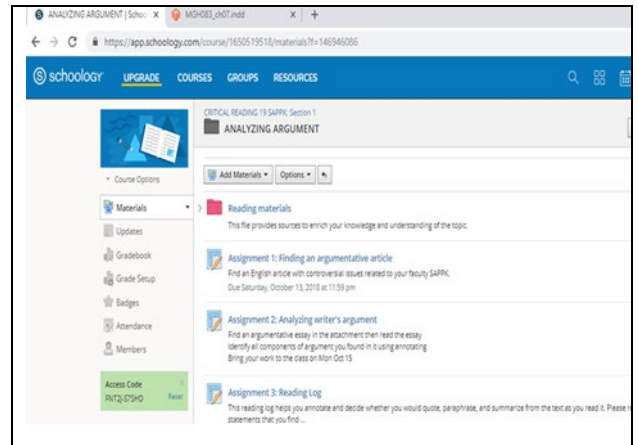 ANALYZING ARGUMENT | Schoo X
MGH083_ch07.indd X +
https://app.schoology.com/course/1650519518/materials?f=146946086
S schoology UPGRADE COURSES GROUPS RESOURCES
CRITICAL READING 19 SAPPK: Section 1
ANALYZING ARGUMENT
Course Options
Add Materials Options
Materials
Updates
Gradebook
Grade Setup
Badges
Attendance
Members
Access Code
Reset
Reading materials
This file provides sources to enrich your knowledge and understanding of the topic.
Assignment 1: Finding an argumentative article
Find an English article with controversial issues related to your faculty SAPPK.
Due Saturday, October 13, 2018 at 11:59 pm
Assignment 2: Analyzing writer's argument
Find an argumentative essay in the attachment then read the essay
Identify all components of argument you found in it using annotating
Bring your work to the class on Mon Oct 15
Assignment 3: Reading Log
This reading log helps you annotate and decide whether you would quote, paraphrase, and summarize from the text as you read it. Please
statements that you find ...